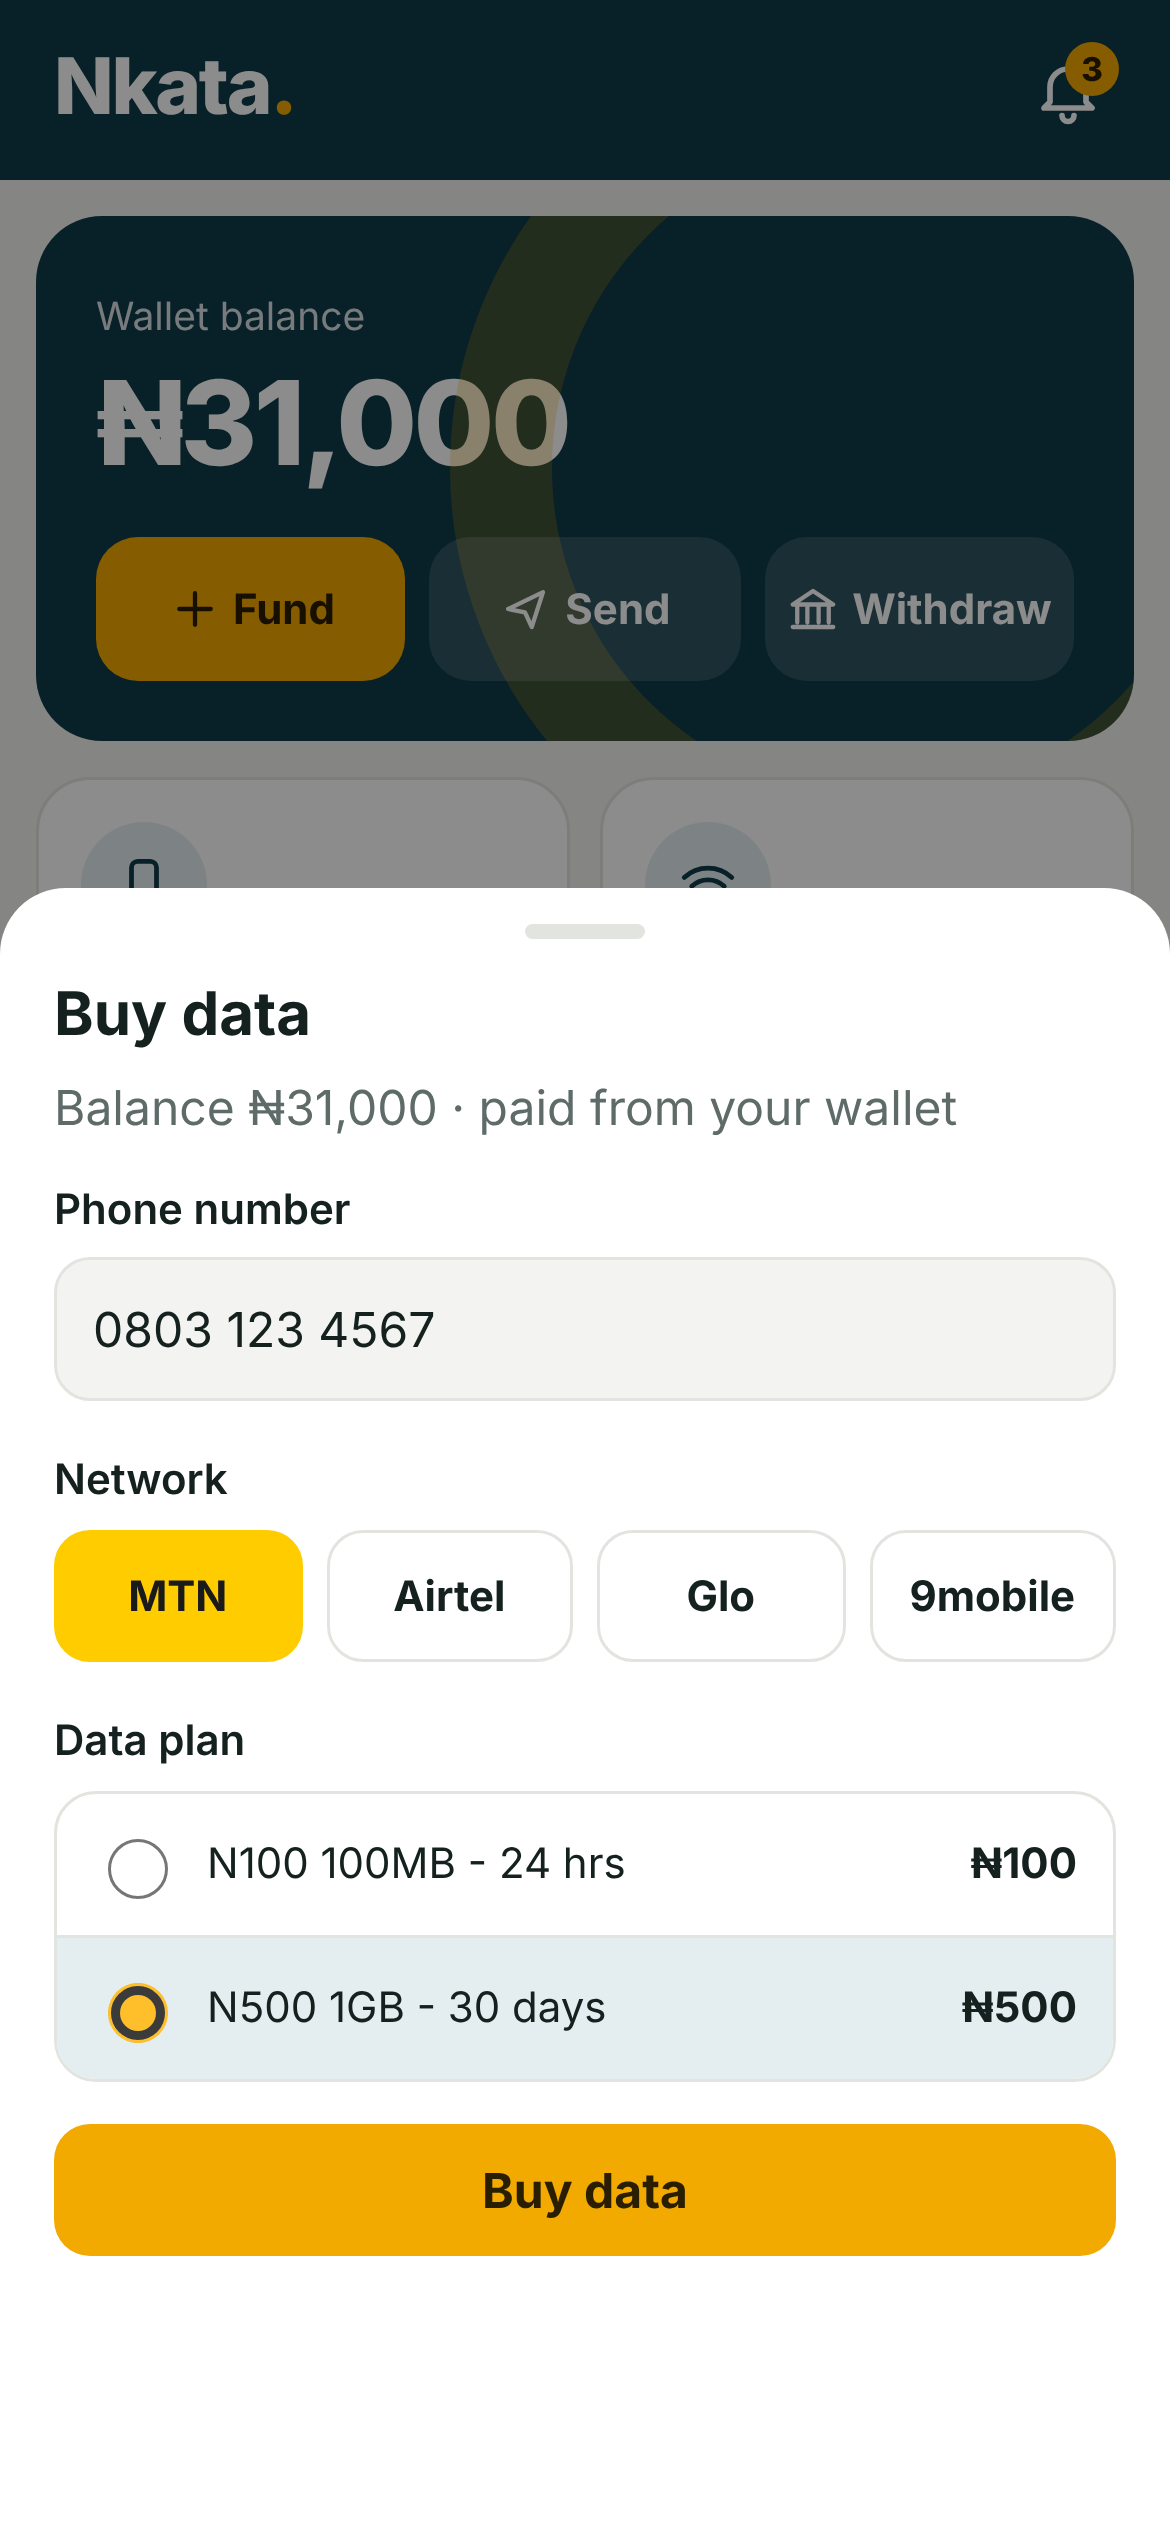 Nkata.
3
Wallet balance
₦31,000
Fund
Send
Withdraw
Buy data
Balance ₦31,000 · paid from your wallet
Phone number
0803 123 4567
Network
MTN
Airtel
Glo
9mobile
Data plan
N100 100MB - 24 hrs ₦100
N500 1GB - 30 days ₦500
Buy data